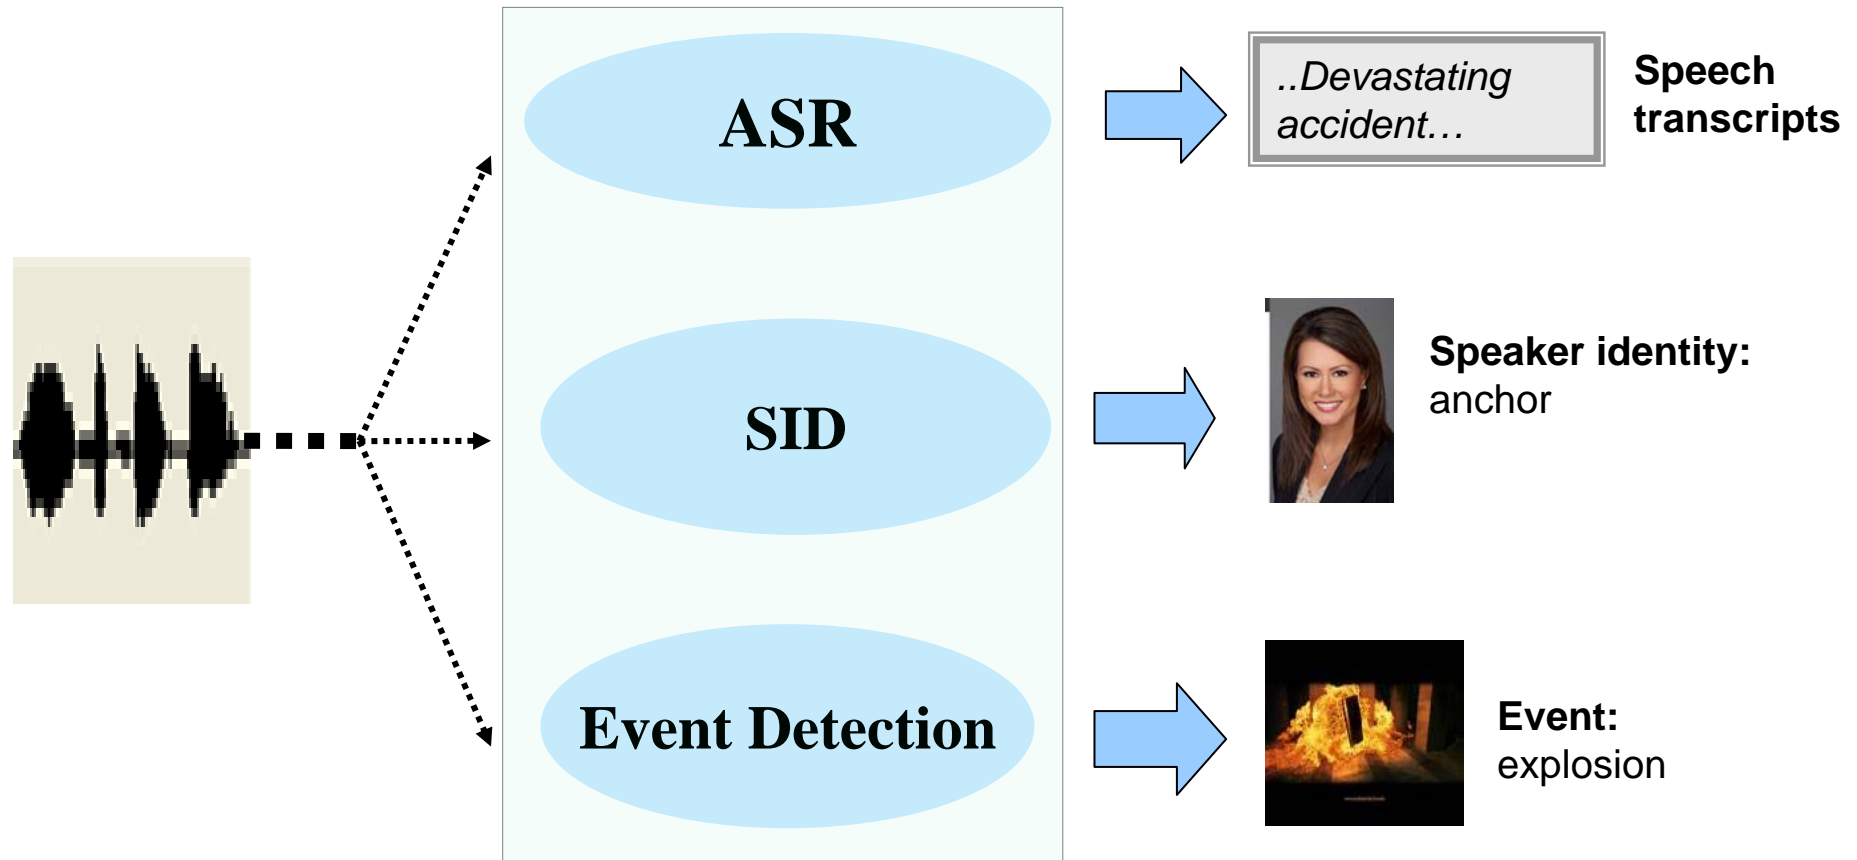 ASR
..Devastating
accident…
Speech
transcripts
SID
Speaker identity:
anchor
Event Detection
Event:
explosion